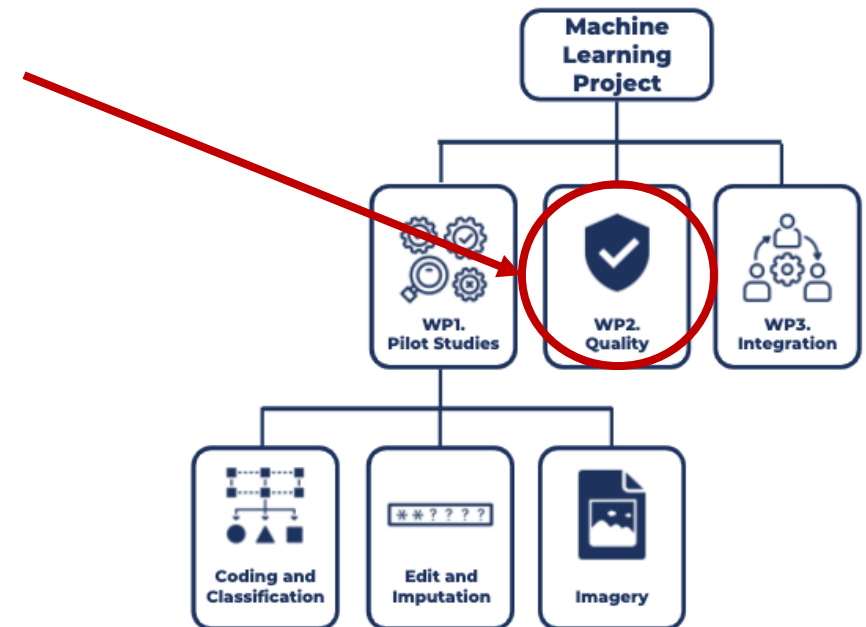 Machine
Learning
Project
WP1.
Pilot Studies
WP2.
Quality
WP3.
Integration
**????
Coding and
Classification
Edit and
Imputation
Imagery